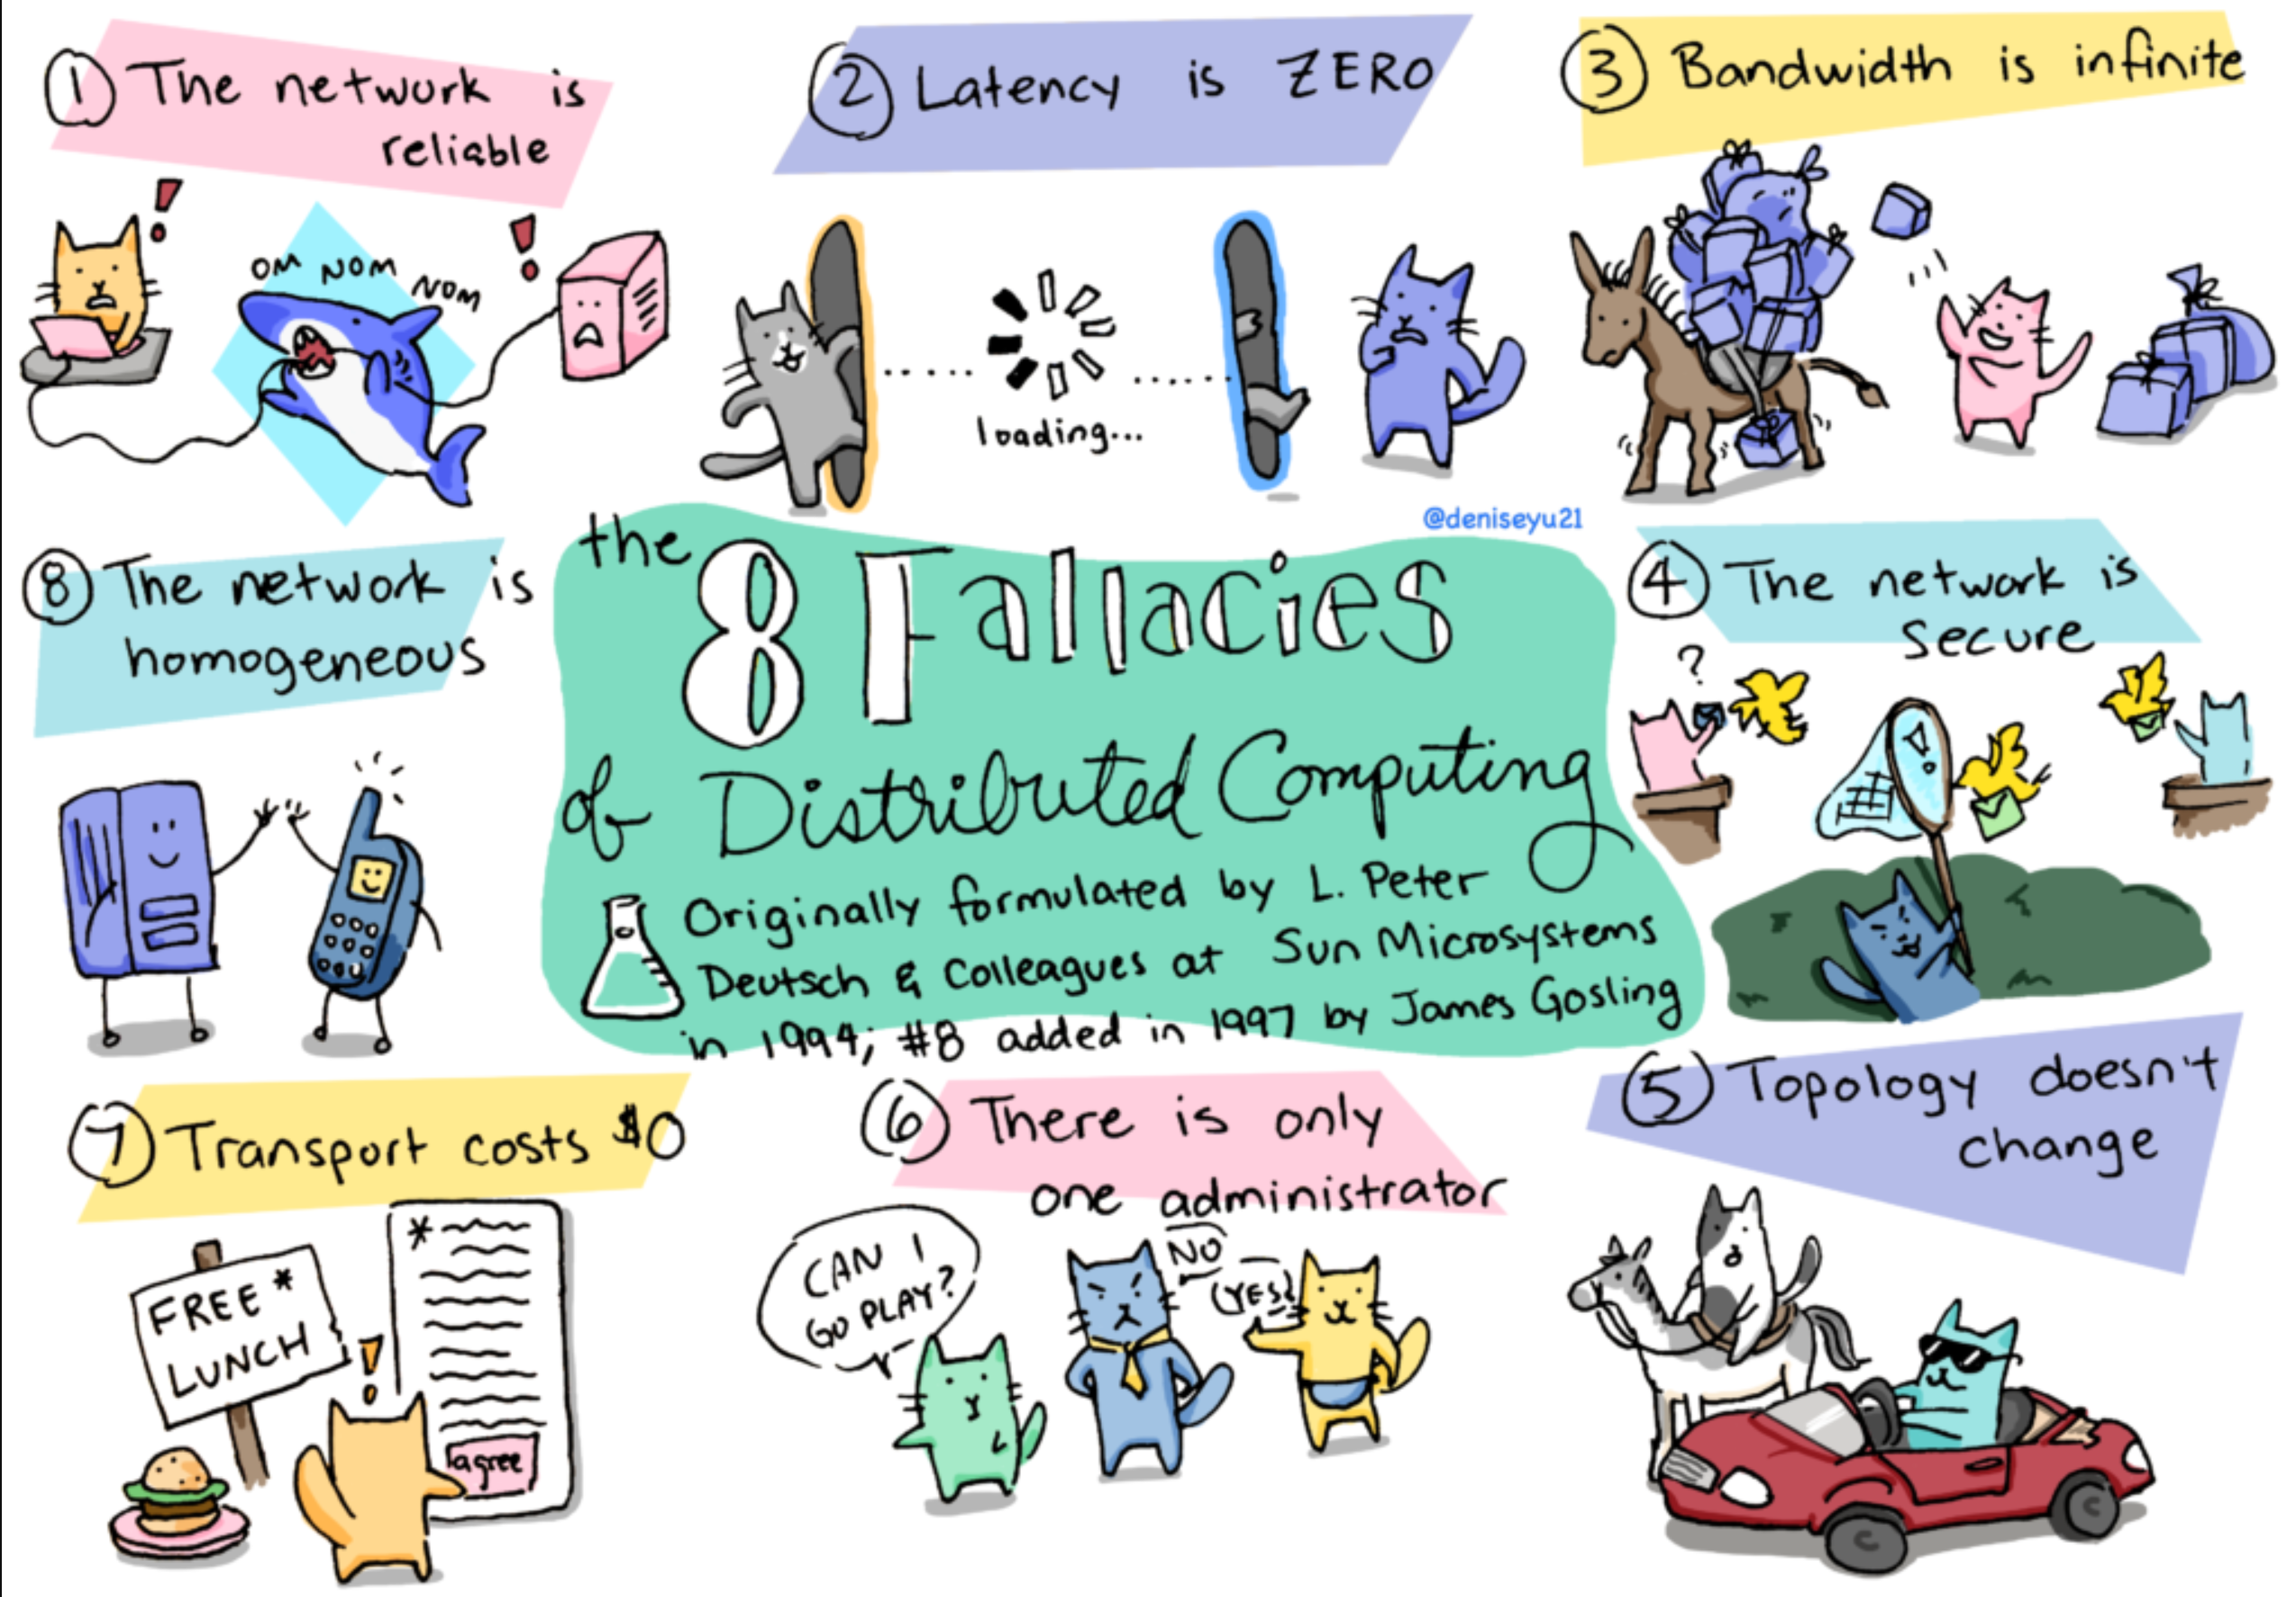 1 The network is
reliable
OM NOM NOM
2 Latency is ZERO
loading...
3 Bandwidth is infinite
@deniseyu21
the 8 Fallacies
of Distributed Computing
Originally formulated by L. Peter
Deutsch & Colleagues at Sun Microsystems
in 1994; #8 added in 1997 by James Gosling
4 The network is
secure
?
5 Topology doesn't
change
6 There is only
one administrator
CAN I
GO PLAY?
NO
YES!
7 Transport costs $0
FREE *
LUNCH
*
agree
8 The network is
homogeneous